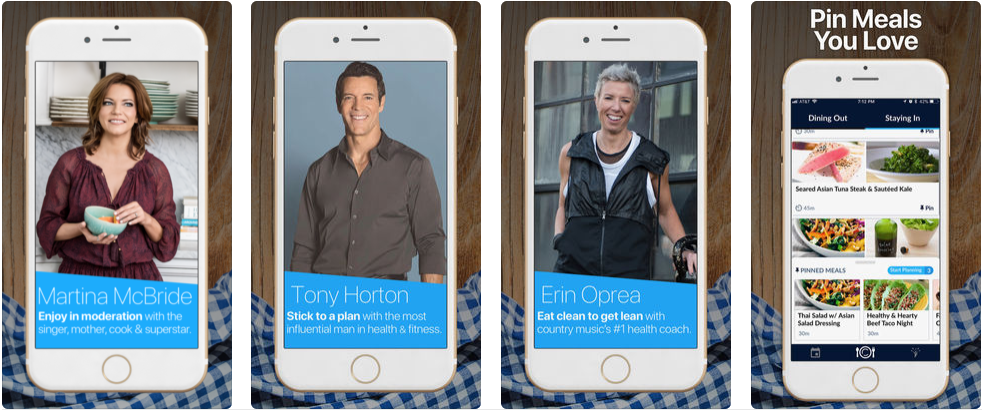 Martina McBride
Enjoy in moderation with the
singer, mother, cook & superstar.
Tony Horton
Stick to a plan with the most
influential man in health & fitness.
Erin Oprea
Eat clean to get lean with
country music's #1 health coach.
Pin Meals
You Love
AT&T 7:12 PM 42%
Dining Out Staying In
30m Pin
Seared Asian Tuna Steak & Sautéed Kale
45m Pin
PINNED MEALS Start Planning 3
Thai Salad w/ Asian
Salad Dressing
30m
Healthy & Hearty
Beef Taco Night
30m